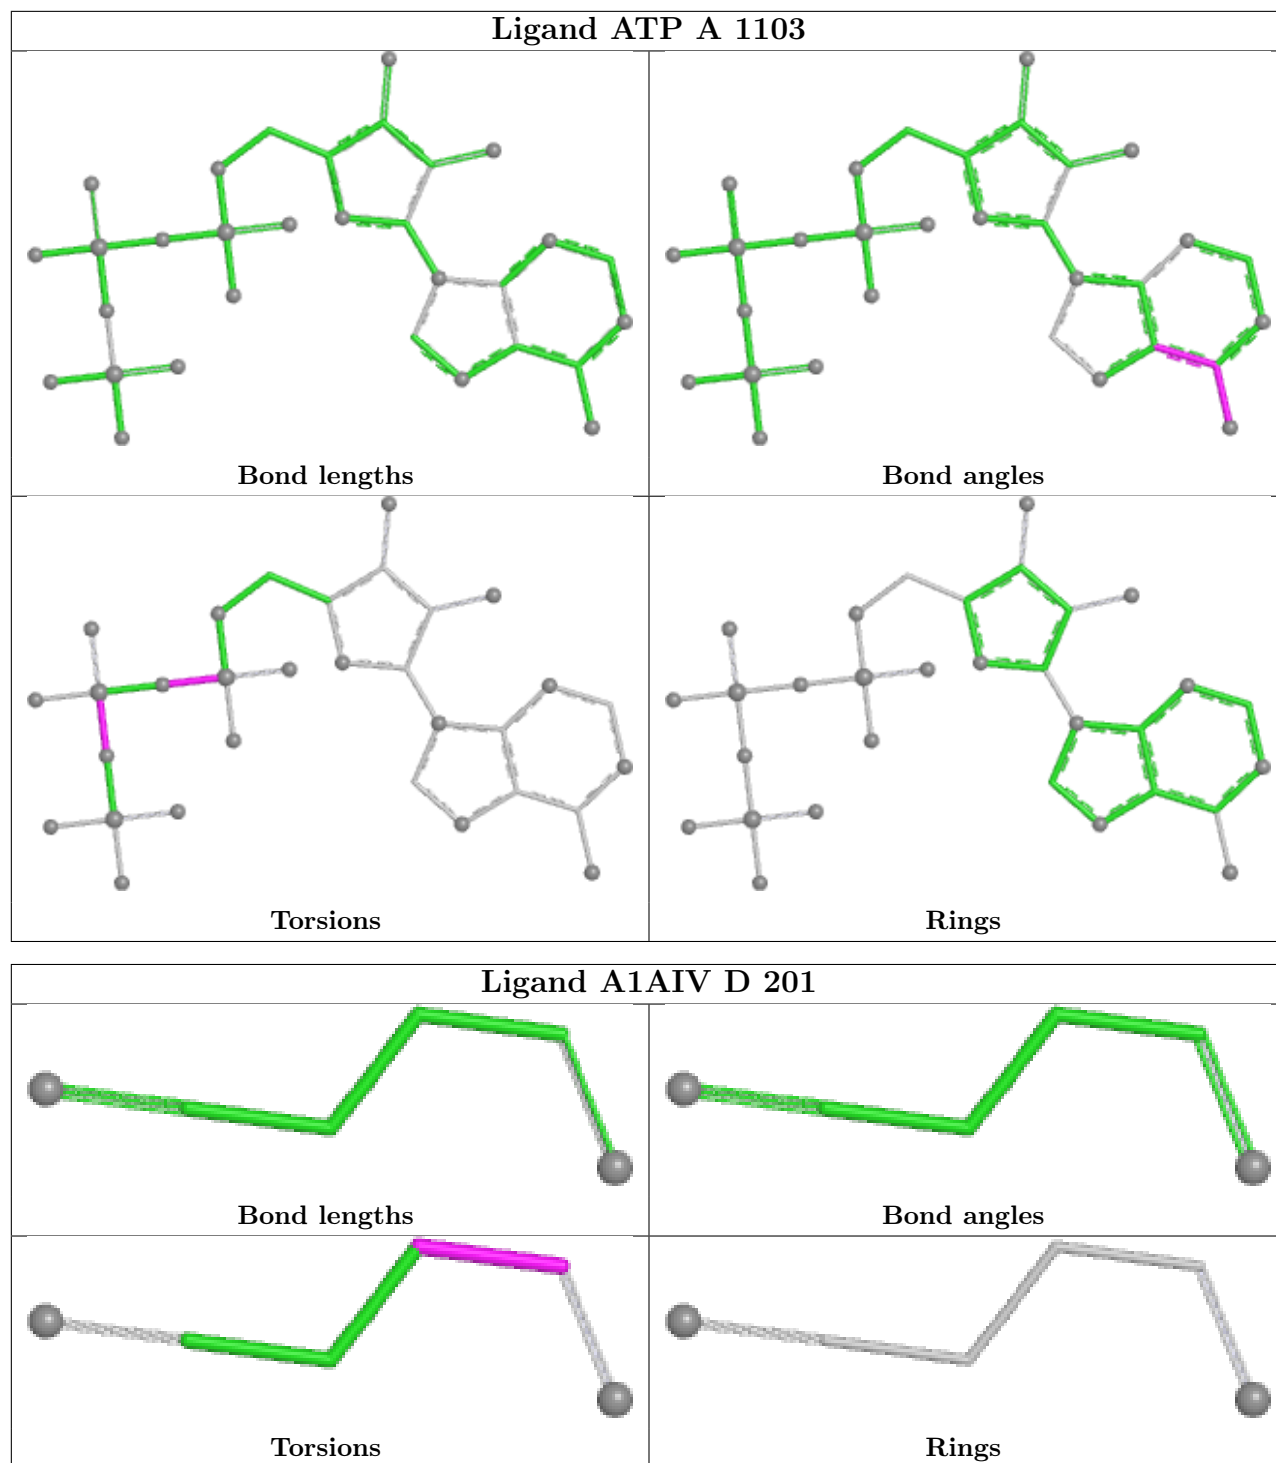 Ligand ATP A 1103
Bond lengths
Bond angles
Torsions
Rings
Ligand A1AIV D 201
Bond lengths
Bond angles
Torsions
Rings